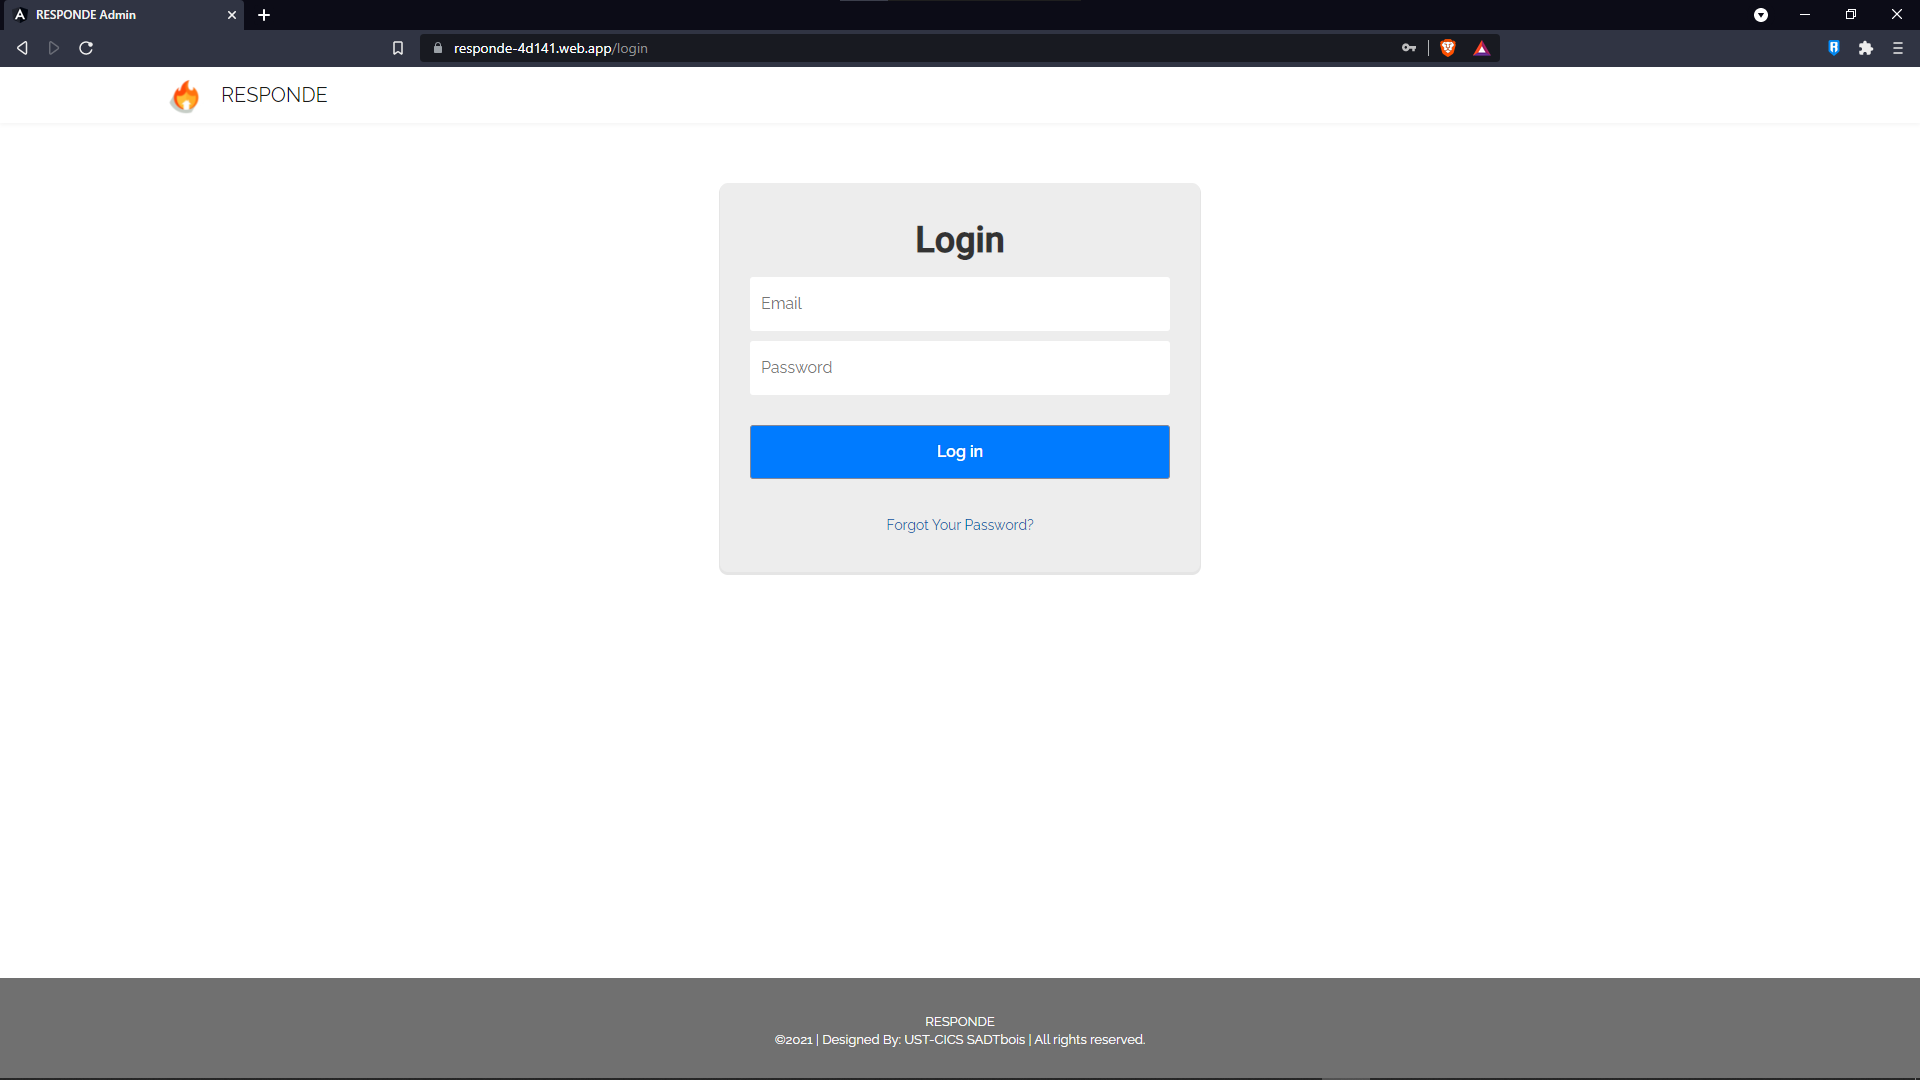 RESPONDE Admin
responde-4d141.web.app/login
RESPONDE
Login
Email
Password
Log in
Forgot Your Password?
RESPONDE
©2021 | Designed By: UST-CICS SADTbois | All rights reserved.